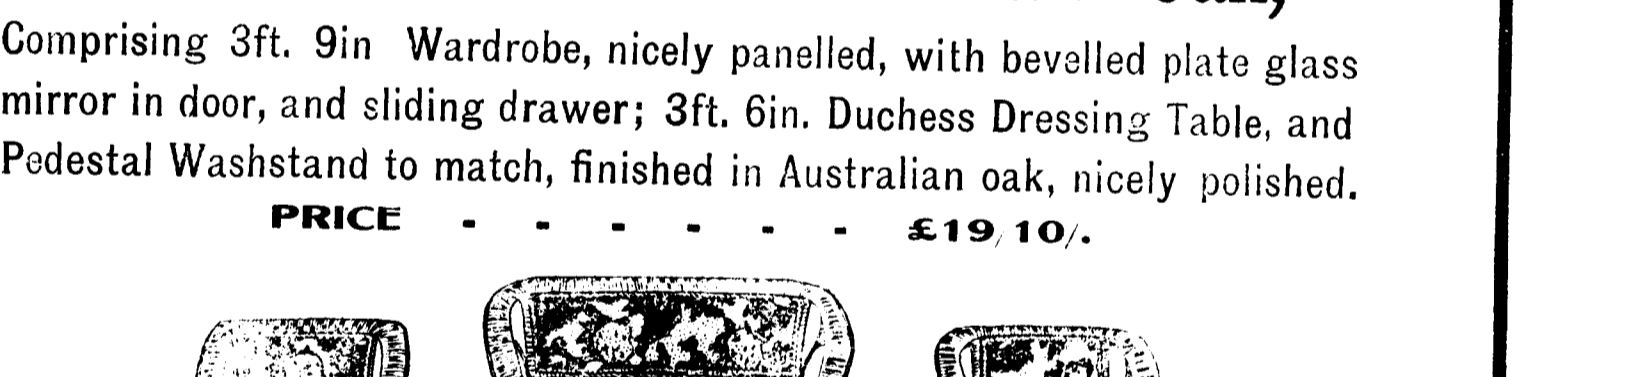 Comprising 3ft. 9in Wardrobe, nicely panelled, with bevelled plate glass
mirror in door, and sliding drawer; 3ft. 6in. Duchess Dressing Table, and
Pedestal Washstand to match, finished in Australian oak, nicely polished.
PRICE - - - - - - £19/10/.